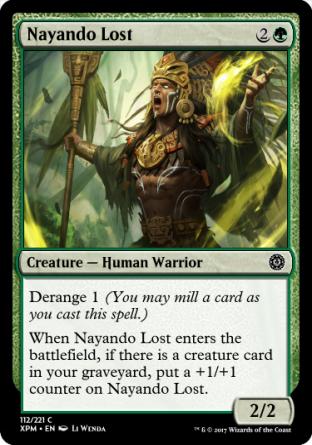 Nayando Lost 2
Creature — Human Warrior
Derange 1 (You may mill a card as
you cast this spell.)
When Nayando Lost enters the
battlefield, if there is a creature card
in your graveyard, put a +1/+1
counter on Nayando Lost.
2/2
112/221 C
XPM • EN Li Wenda
™ & © 2017 Wizards of the Coast